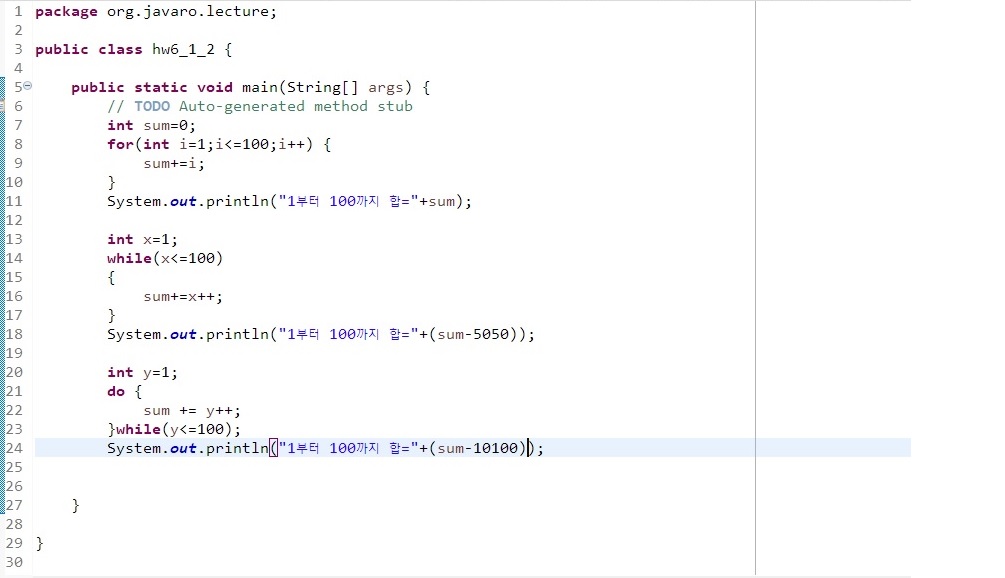 1 package org.javaro.lecture;
2
3 public class hw6_1_2 {
4
5 public static void main(String[] args) {
6 // TODO Auto-generated method stub
7 int sum=0;
8 for(int i=1;i<=100;i++) {
9 sum+=i;
10 }
11 System.out.println("1부터 100까지 합="+sum);
12
13 int x=1;
14 while(x<=100)
15 {
16 sum+=x++;
17 }
18 System.out.println("1부터 100까지 합="+(sum-5050));
19
20 int y=1;
21 do {
22 sum += y++;
23 }while(y<=100);
24 System.out.println("1부터 100까지 합="+(sum-10100));
25
26
27 }
28
29 }
30